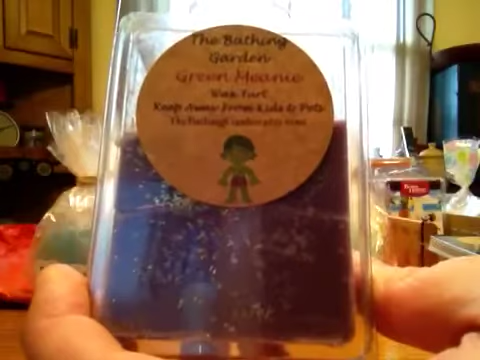 The Bathing
Garden
Green Meanie
Wax Tart
Keep Away From Kids & Pets